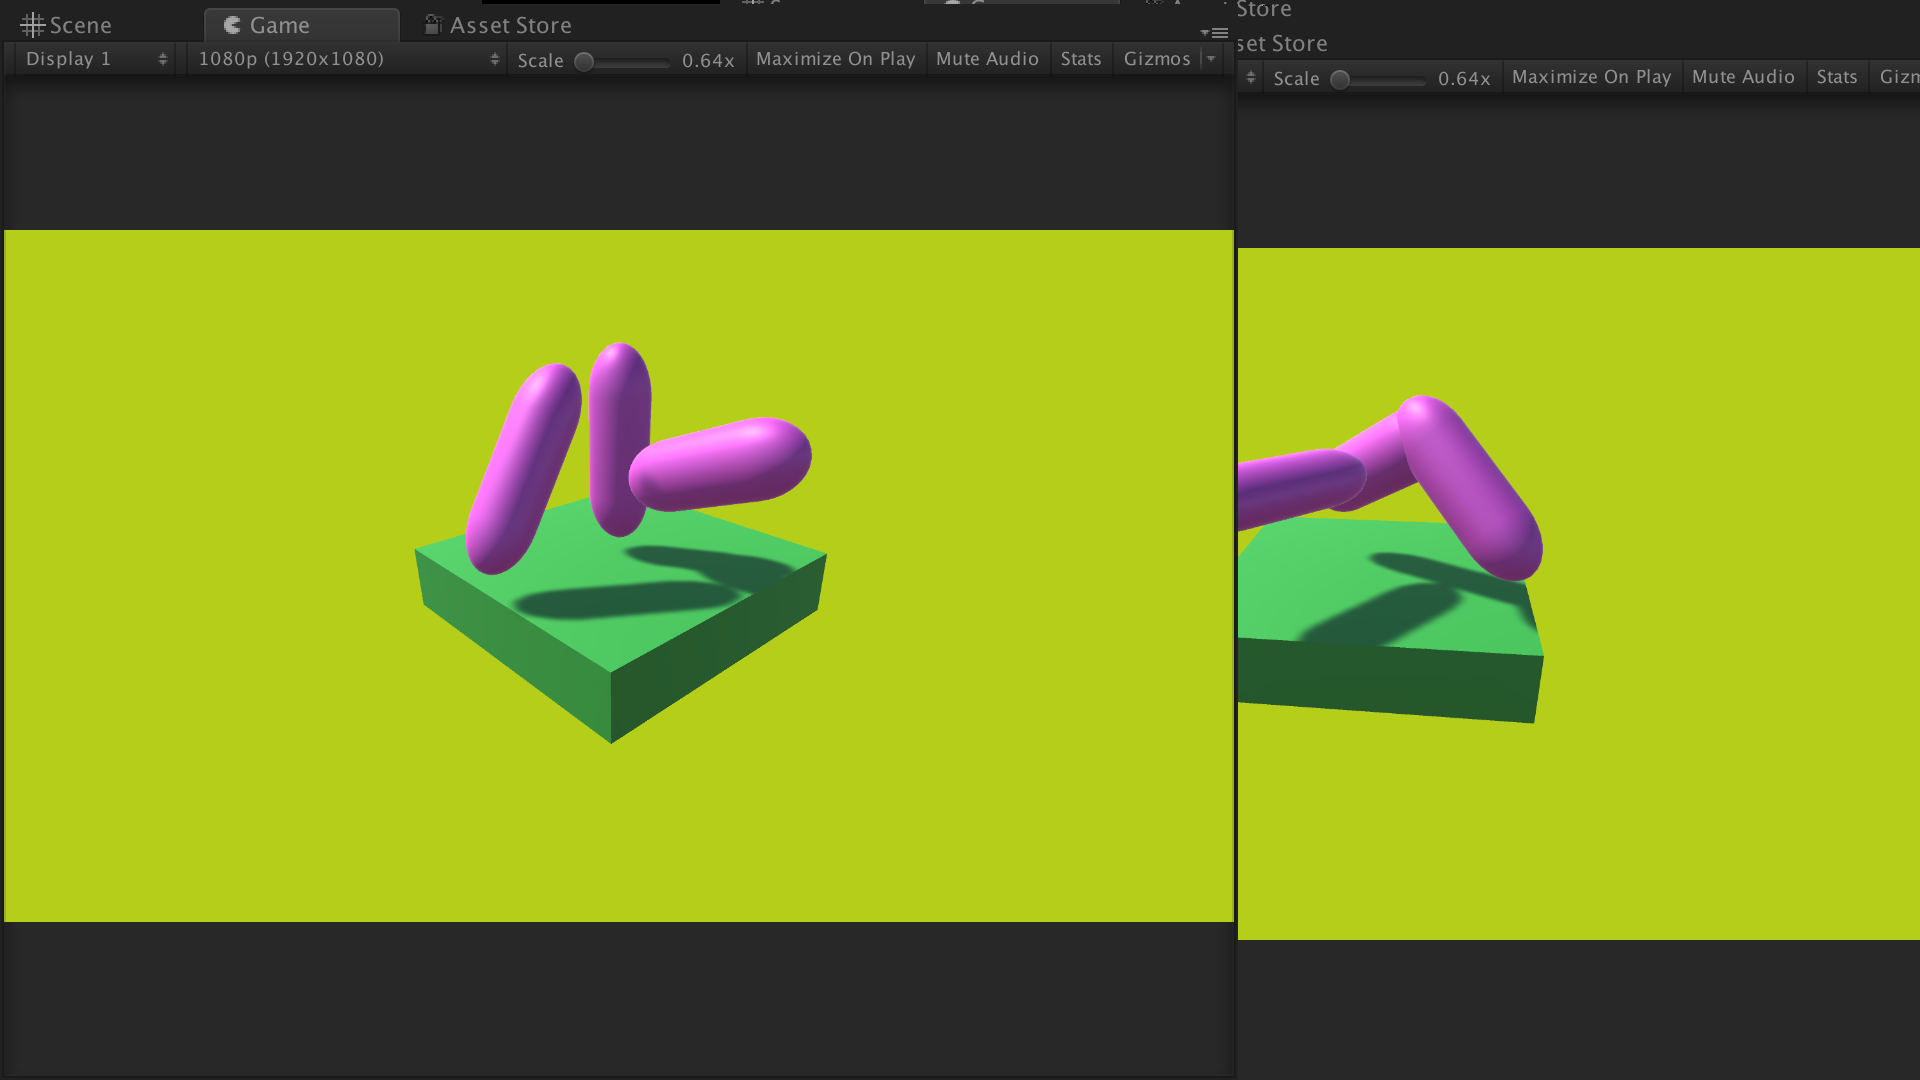 Store
Scene Game Asset Store
set Store
Display 1 1080p (1920x1080) Scale 0.64x Maximize On Play Mute Audio Stats Gizmos
Scale 0.64x Maximize On Play Mute Audio Stats Gizm